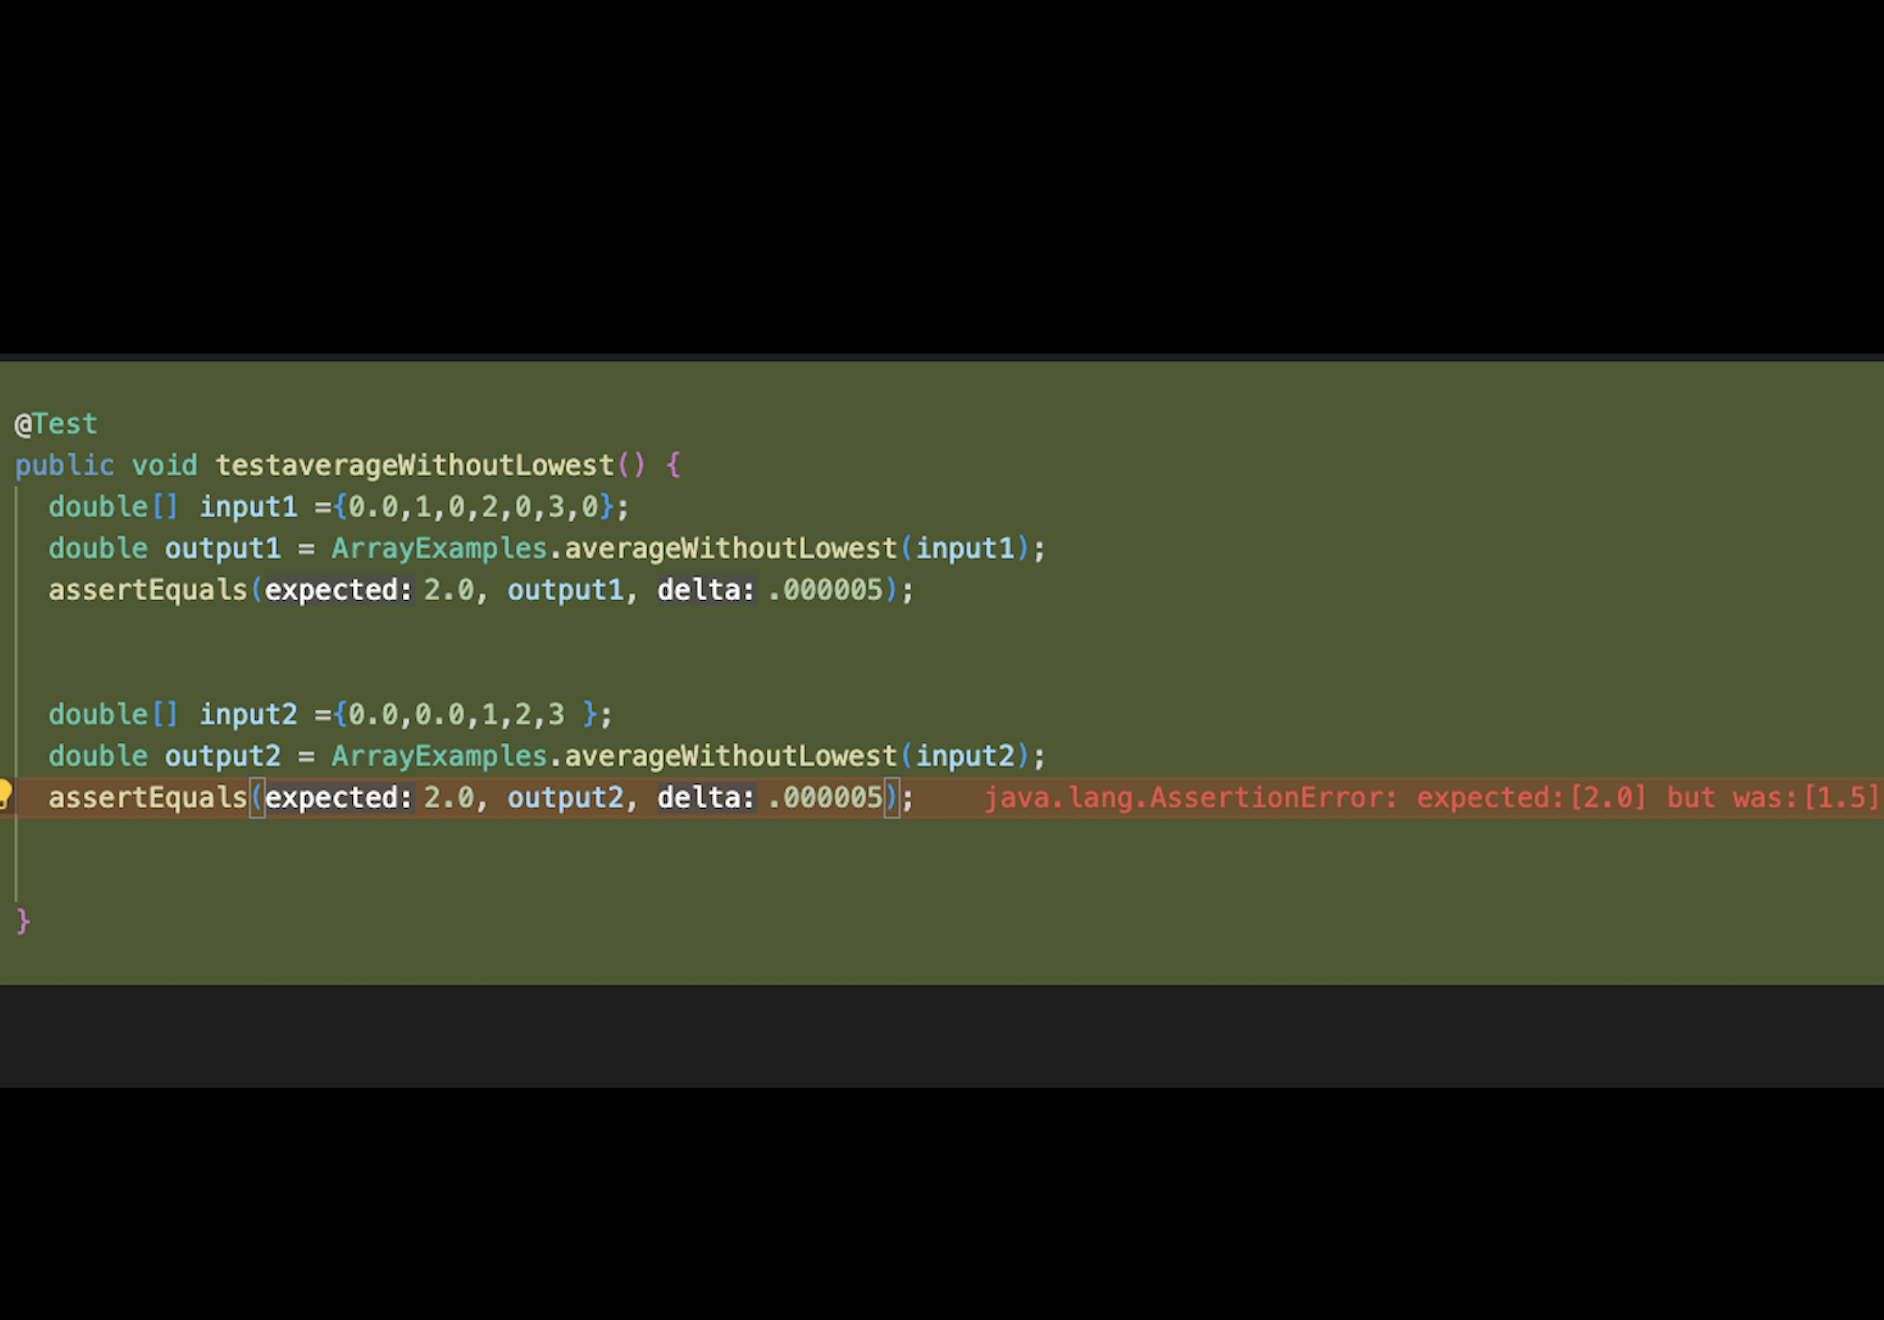 @Test
public void testaverageWithoutLowest() {
double[] input1 ={0.0,1,0,2,0,3,0};
double output1 = ArrayExamples.averageWithoutLowest(input1);
assertEquals(expected: 2.0, output1, delta: .000005);
double[] input2 ={0.0,0.0,1,2,3 };
double output2 = ArrayExamples.averageWithoutLowest(input2);
assertEquals(expected: 2.0, output2, delta: .000005); java.lang.AssertionError: expected:[2.0] but was:[1.5]
}